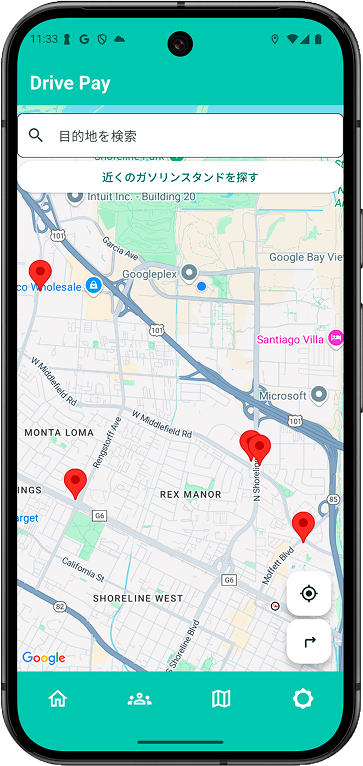 11:33
Drive Pay
目的地を検索
Shoreline Park
近くのガソリンスタンドを探す
Intuit Inc. - Building 20
101
Garcia Ave
Google Bay Vie
Googleplex
co Wholesale
101
Santiago Villa
W Middlefield Rd
Microsoft
101
W Middlefield Rd
MONTA LOMA
Rengstorff Ave
N Shoreline
85
INGS
REX MANOR
arget
G6
Moffett Blvd
California St
G6
SHORELINE WEST
82
S Shoreline Blvd
Google